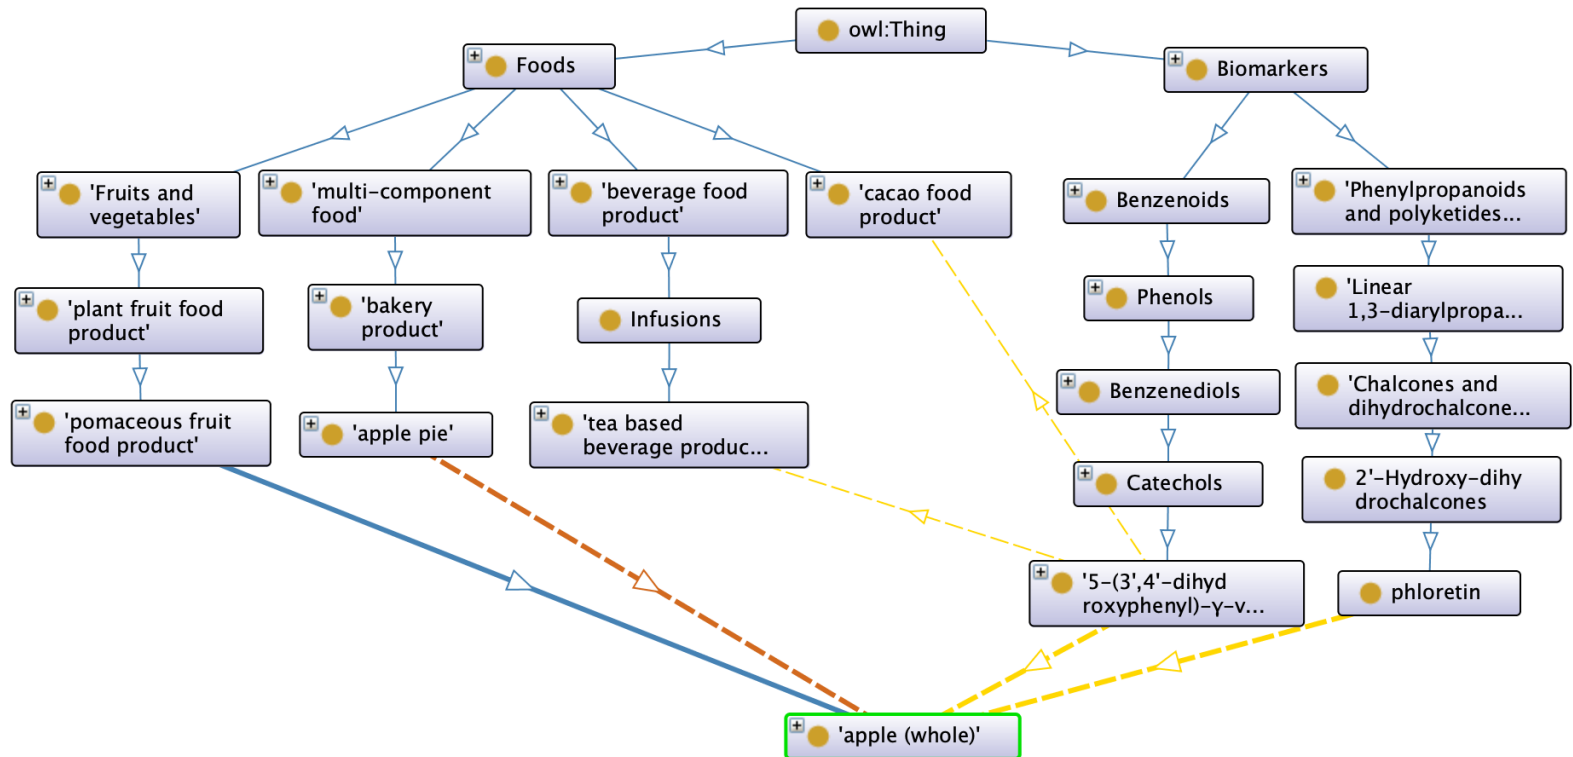 owl:Thing
Foods
Biomarkers
'Fruits and
vegetables'
'multi-component
food'
'beverage food
product'
'cacao food
product'
Benzenoids
'Phenylpropanoids
and polyketides...
'plant fruit food
product'
'bakery
product'
Infusions
Phenols
'Linear
1,3-diarylpropa...
'pomaceous fruit
food product'
'apple pie'
'tea based
beverage produc...
Benzenediols
'Chalcones and
dihydrochalcone...
Catechols
2'-Hydroxy-dihy
drochalcones
'5-(3',4'-dihyd
roxyphenyl)-γ-v...
phloretin
'apple (whole)'